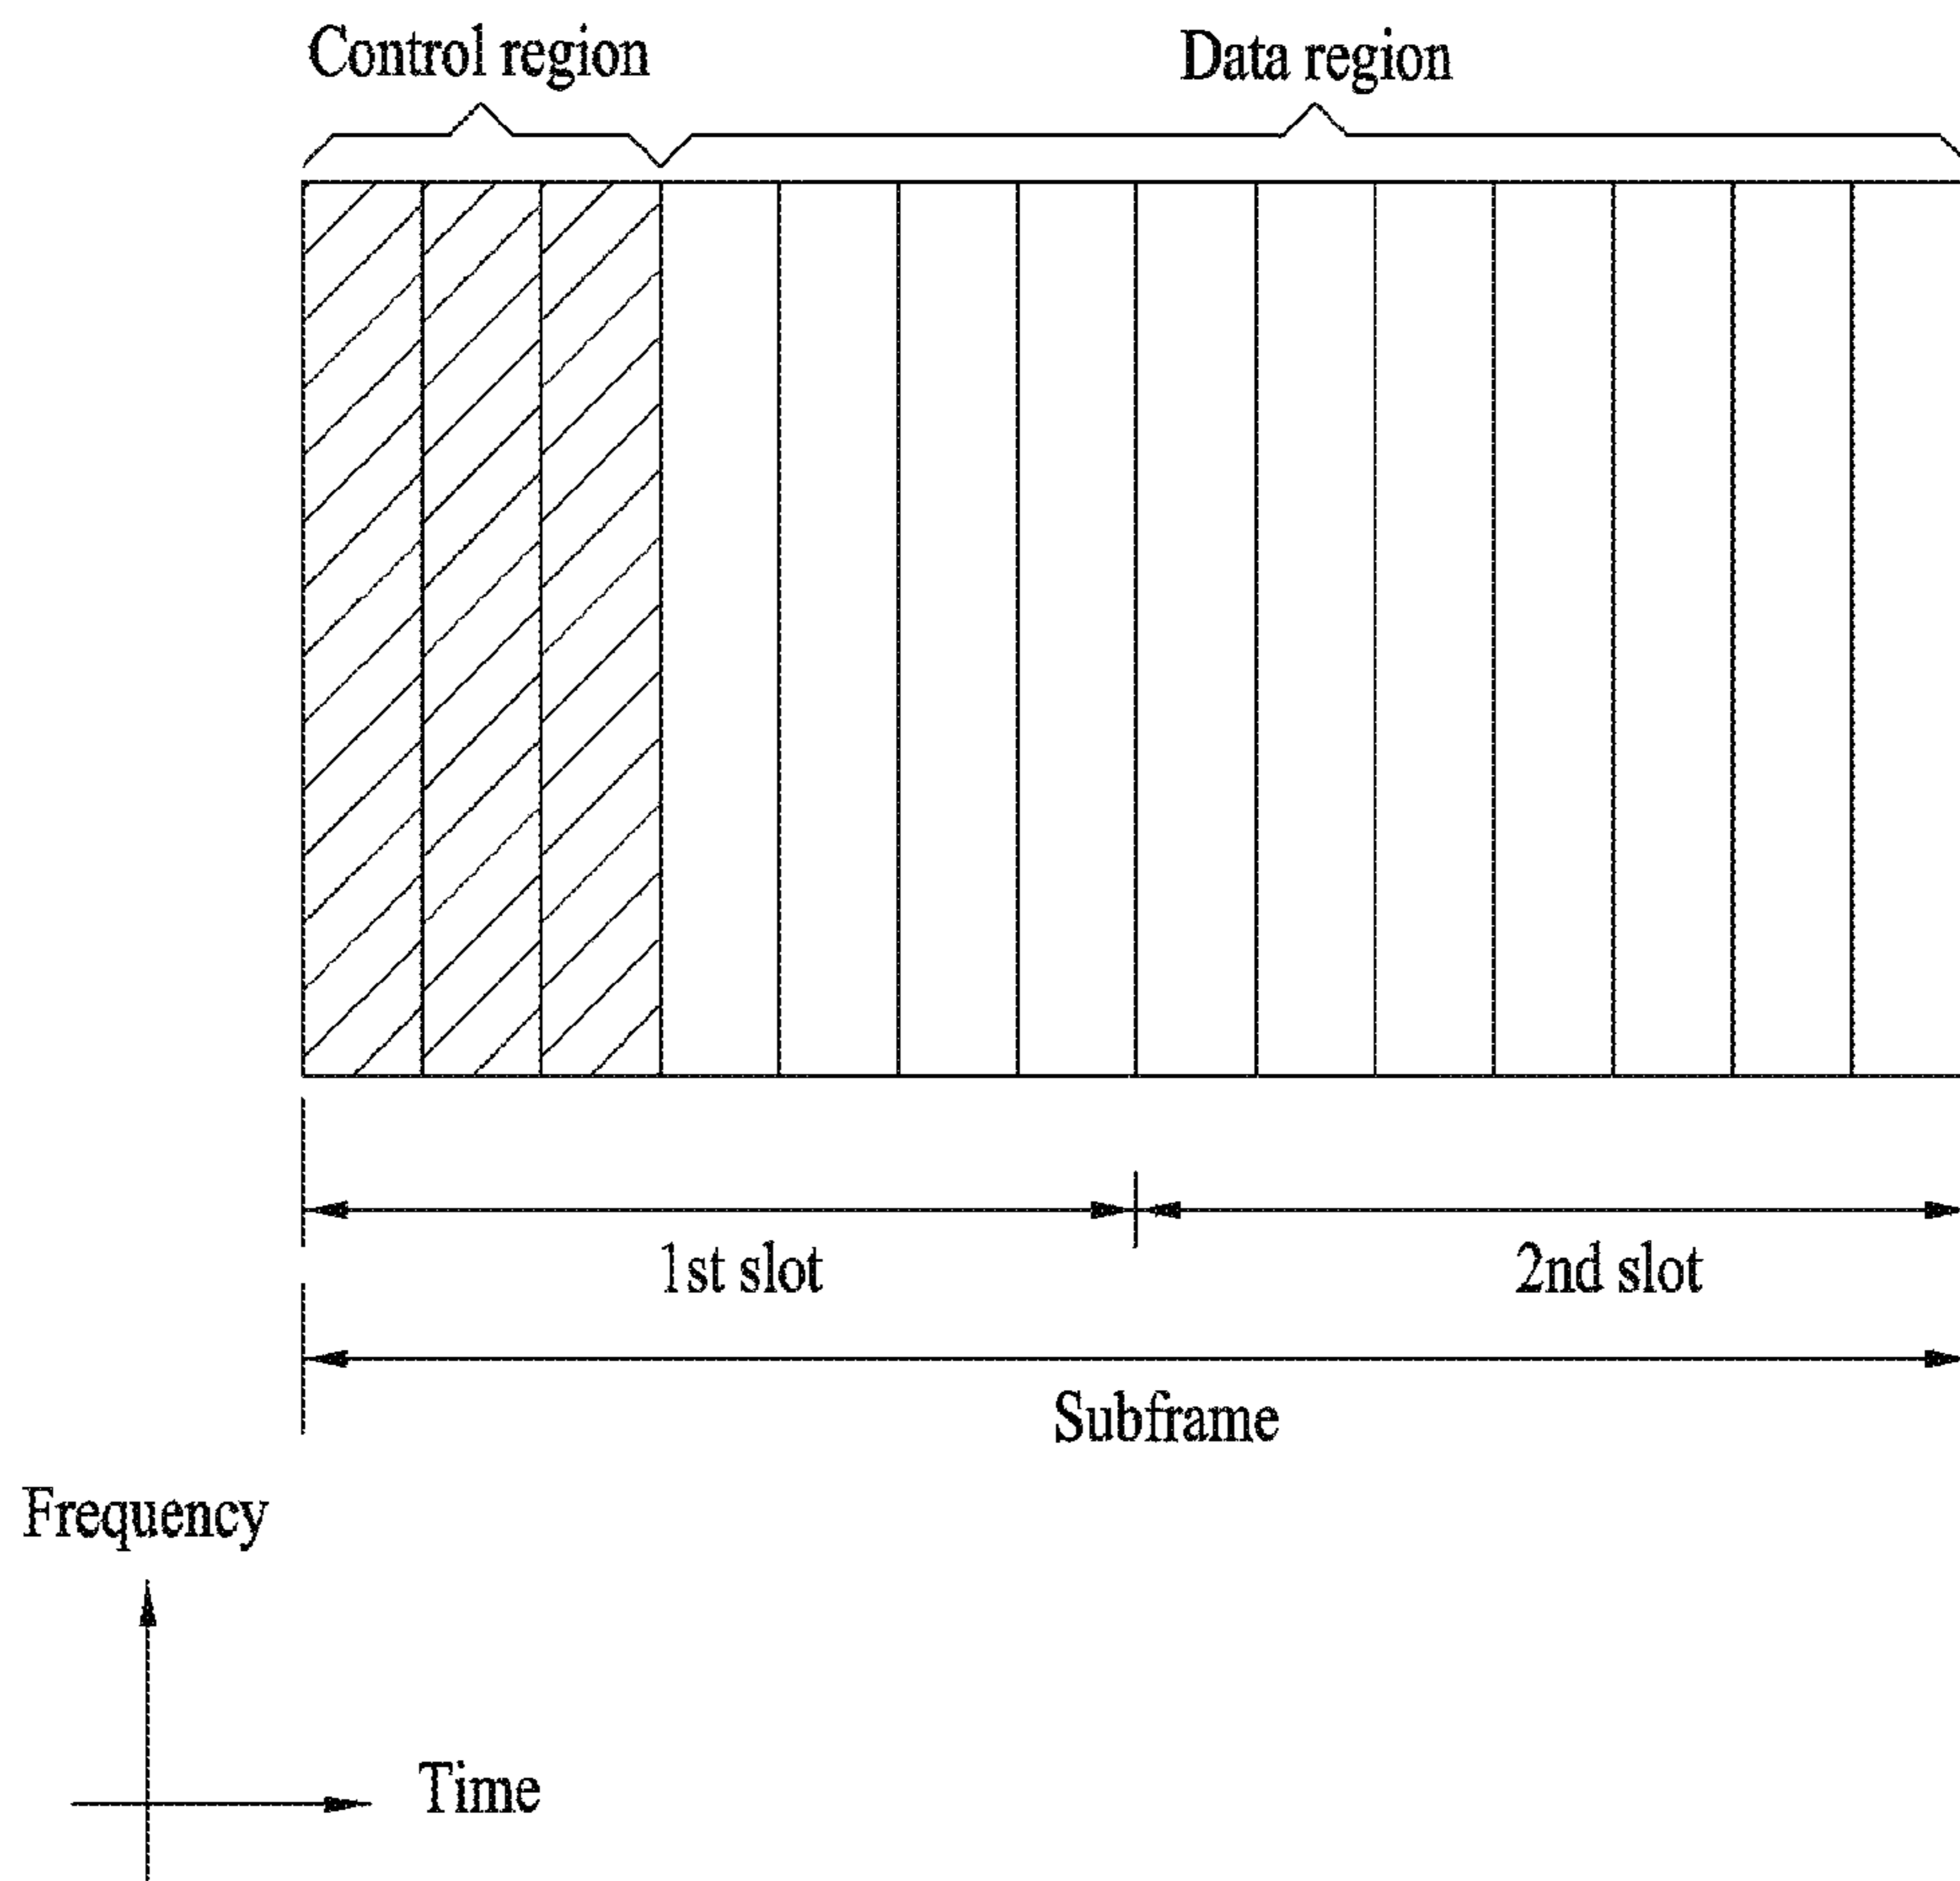 Control region
Data region
1st slot
2nd slot
Subframe
Frequency
Time